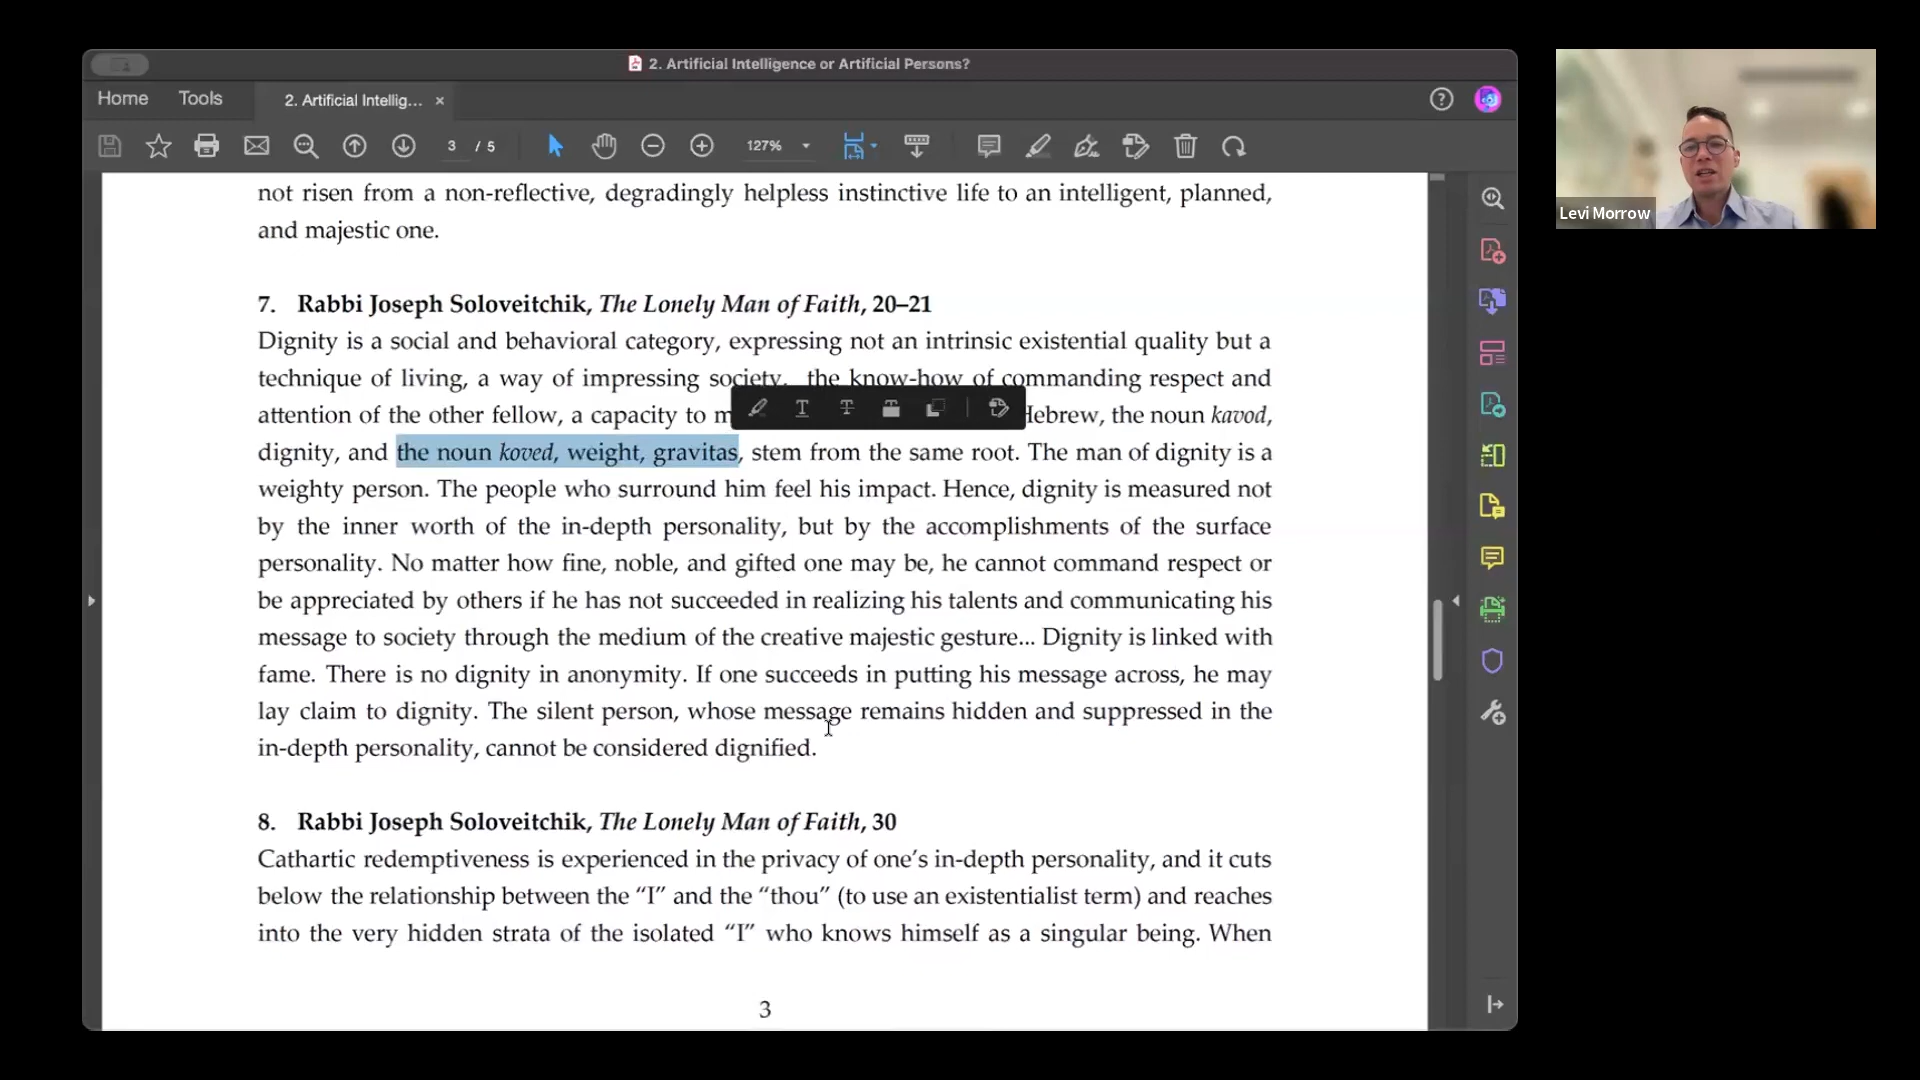 2. Artificial Intelligence or Artificial Persons?
Home Tools 2. Artificial Intellig... ×
3 / 5 127%
not risen from a non-reflective, degradingly helpless instinctive life to an intelligent, planned,
and majestic one.
7. Rabbi Joseph Soloveitchik, The Lonely Man of Faith, 20–21
Dignity is a social and behavioral category, expressing not an intrinsic existential quality but a
technique of living, a way of impressing society, the know-how of commanding respect and
attention of the other fellow, a capacity to Hebrew, the noun kavod,
dignity, and the noun koved, weight, gravitas, stem from the same root. The man of dignity is a
weighty person. The people who surround him feel his impact. Hence, dignity is measured not
by the inner worth of the in-depth personality, but by the accomplishments of the surface
personality. No matter how fine, noble, and gifted one may be, he cannot command respect or
be appreciated by others if he has not succeeded in realizing his talents and communicating his
message to society through the medium of the creative majestic gesture... Dignity is linked with
fame. There is no dignity in anonymity. If one succeeds in putting his message across, he may
lay claim to dignity. The silent person, whose message remains hidden and suppressed in the
in-depth personality, cannot be considered dignified.
8. Rabbi Joseph Soloveitchik, The Lonely Man of Faith, 30
Cathartic redemptiveness is experienced in the privacy of one’s in-depth personality, and it cuts
below the relationship between the “I” and the “thou” (to use an existentialist term) and reaches
into the very hidden strata of the isolated “I” who knows himself as a singular being. When
3
Levi Morrow